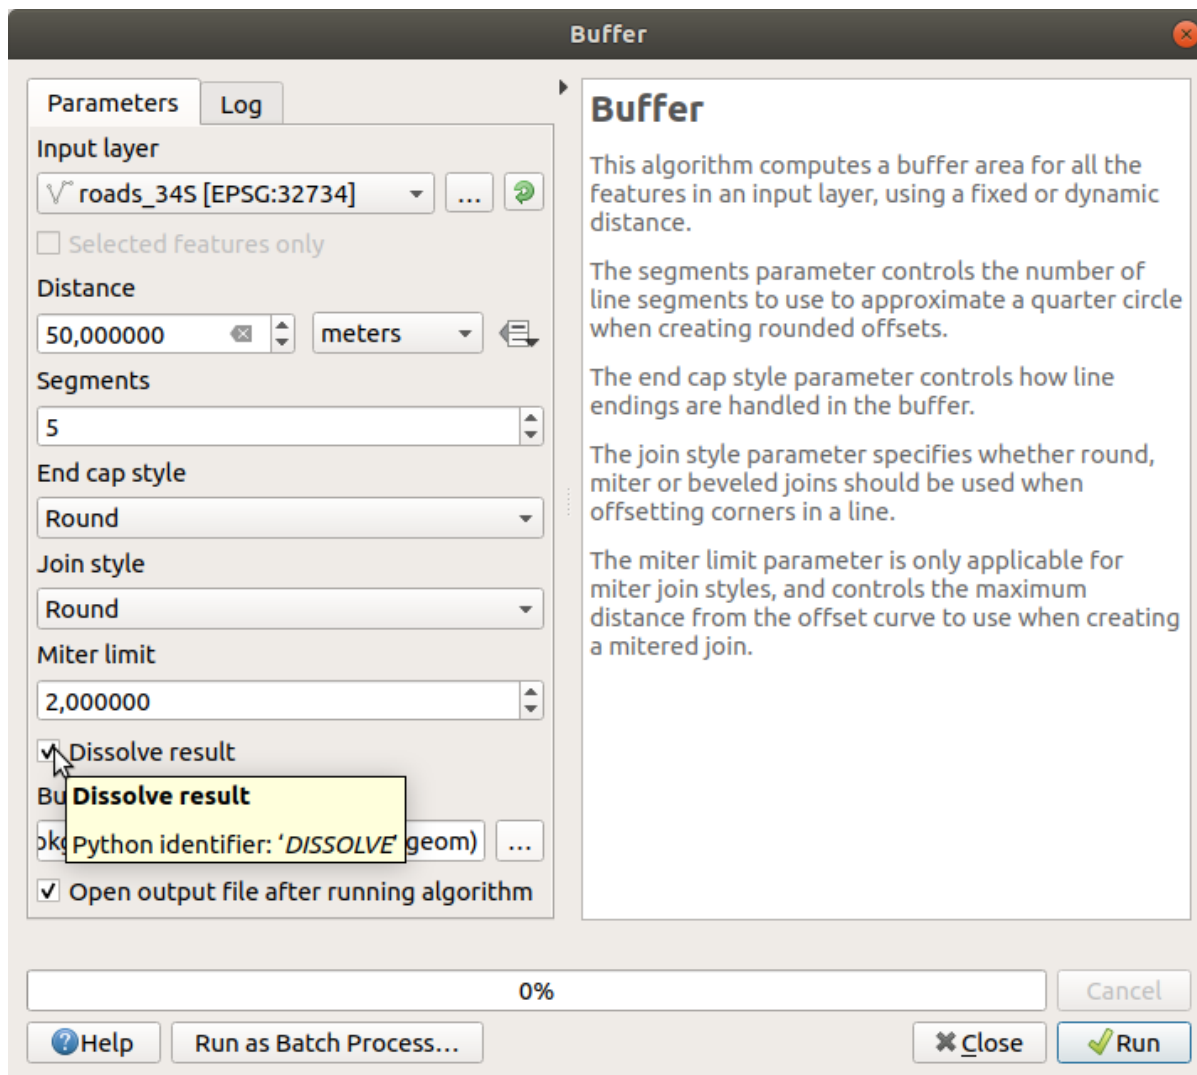 Buffer
Parameters
Log
Input layer
roads_34S [EPSG:32734]
...
Selected features only
Distance
50,000000
meters
Segments
5
End cap style
Round
Join style
Round
Miter limit
2,000000
Dissolve result
Dissolve result
Python identifier: ‘DISSOLVE’
geom)
...
Open output file after running algorithm
Buffer
This algorithm computes a buffer area for all the
features in an input layer, using a fixed or dynamic
distance.
The segments parameter controls the number of
line segments to use to approximate a quarter circle
when creating rounded offsets.
The end cap style parameter controls how line
endings are handled in the buffer.
The join style parameter specifies whether round,
miter or beveled joins should be used when
offsetting corners in a line.
The miter limit parameter is only applicable for
miter join styles, and controls the maximum
distance from the offset curve to use when creating
a mitered join.
0%
Cancel
Help
Run as Batch Process...
Close
Run